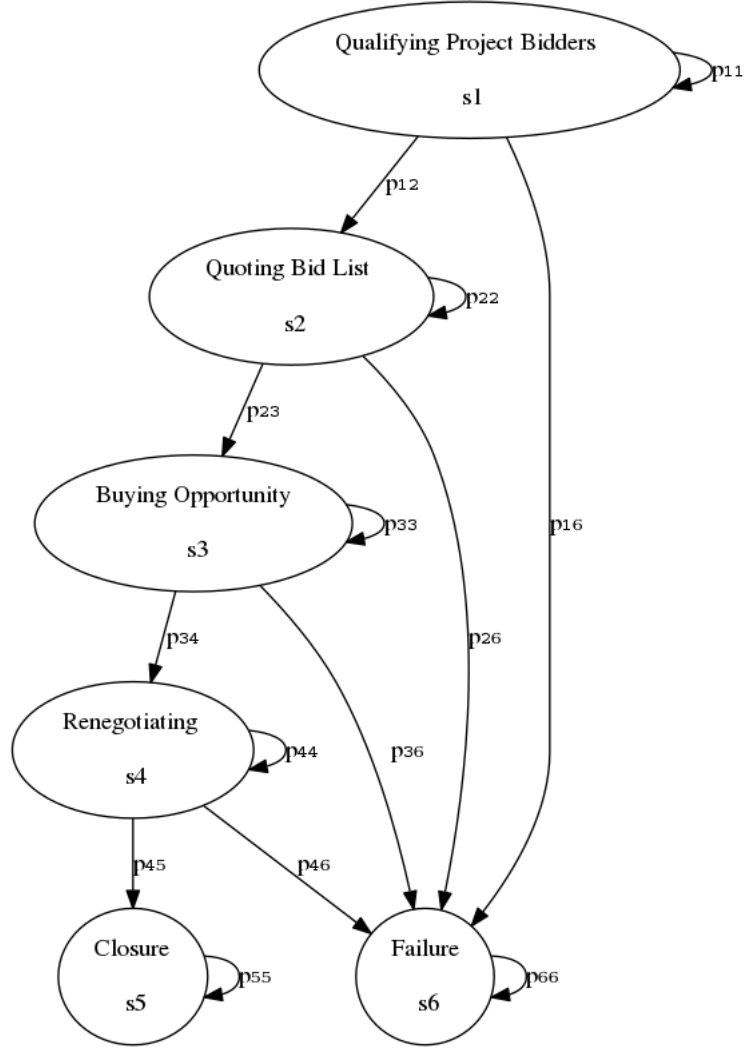 Qualifying Project Bidders
s1
p11
p12
Quoting Bid List
s2
p22
p23
Buying Opportunity
s3
p33
p16
p34
p26
Renegotiating
s4
p44
p36
p45
p46
Closure
s5
p55
Failure
s6
p66